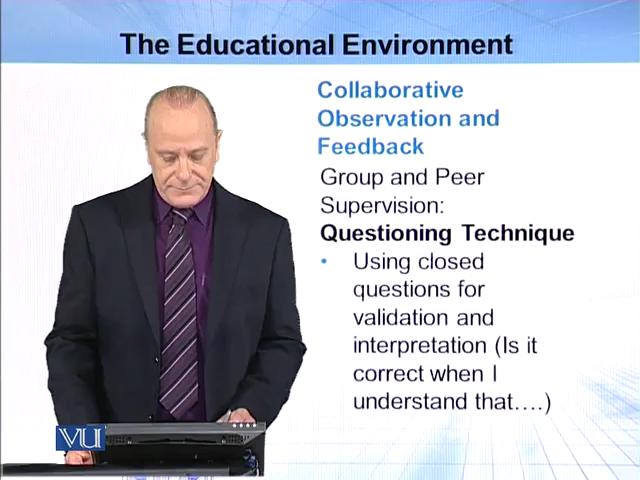 The Educational Environment
Collaborative
Observation and
Feedback
Group and Peer
Supervision:
Questioning Technique
• Using closed
questions for
validation and
interpretation (Is it
correct when I
understand that….)
VU